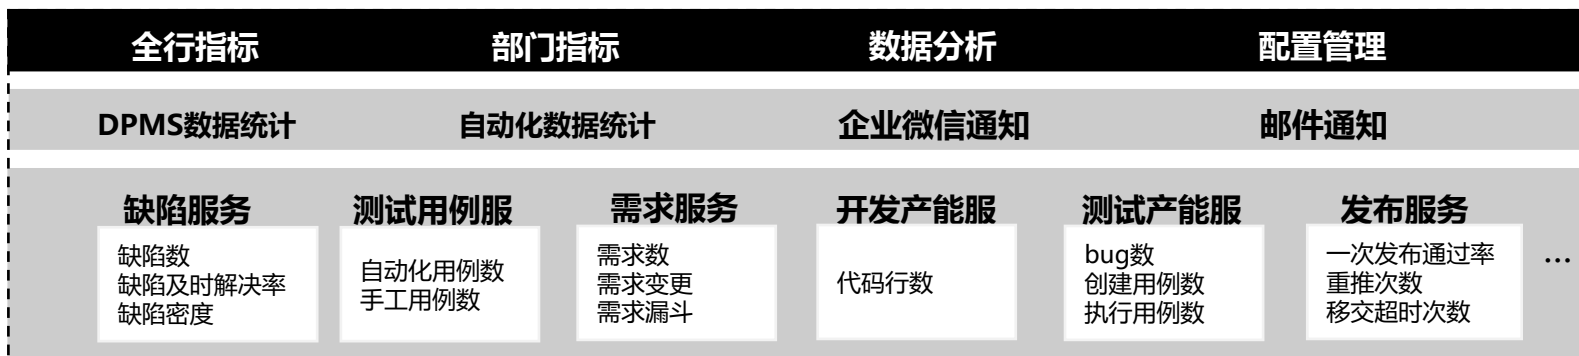 全行指标 部门指标 数据分析 配置管理
DPMS数据统计 自动化数据统计 企业微信通知 邮件通知
缺陷服务 测试用例服 需求服务 开发产能服 测试产能服 发布服务
缺陷数
缺陷及时解决率
缺陷密度
自动化用例数
手工用例数
需求数
需求变更
需求漏斗
代码行数
bug数
创建用例数
执行用例数
一次发布通过率
重推次数
移交超时次数
...